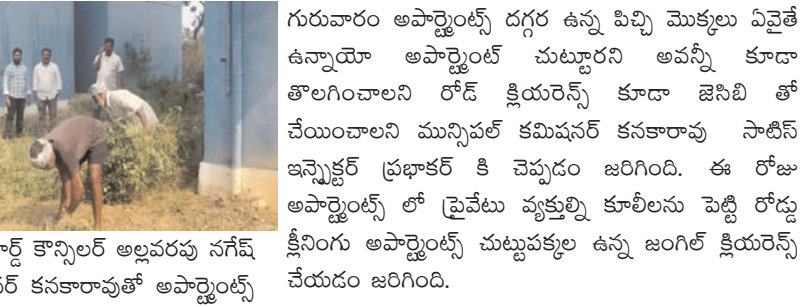 ార్డ్ కౌన్సిలర్ అల్లవరపు నగేష్
నర్ కనకారావుతో అపార్ట్మెంట్స్
గురువారం అపార్ట్మెంట్స్ దగ్గర ఉన్న పిచ్చి మొక్కలు ఏవైతే
ఉన్నాయో అపార్ట్మెంట్ చుట్టూరని అవన్నీ కూడా
తొలగించాలని రోడ్ క్లియరెన్స్ కూడా జెసిబి తో
చేయించాలని మున్సిపల్ కమిషనర్ కనకారావు సాటిస్
ఇన్స్పెక్టర్ ప్రభాకర్ కి చెప్పడం జరిగింది. ఈ రోజు
అపార్ట్మెంట్స్ లో ప్రైవేటు వ్యక్తుల్ని కూలీలను పెట్టి రోడ్డు
క్లీనింగు అపార్ట్మెంట్స్ చుట్టుపక్కల ఉన్న జంగిల్ క్లియరెన్స్
చేయడం జరిగింది.